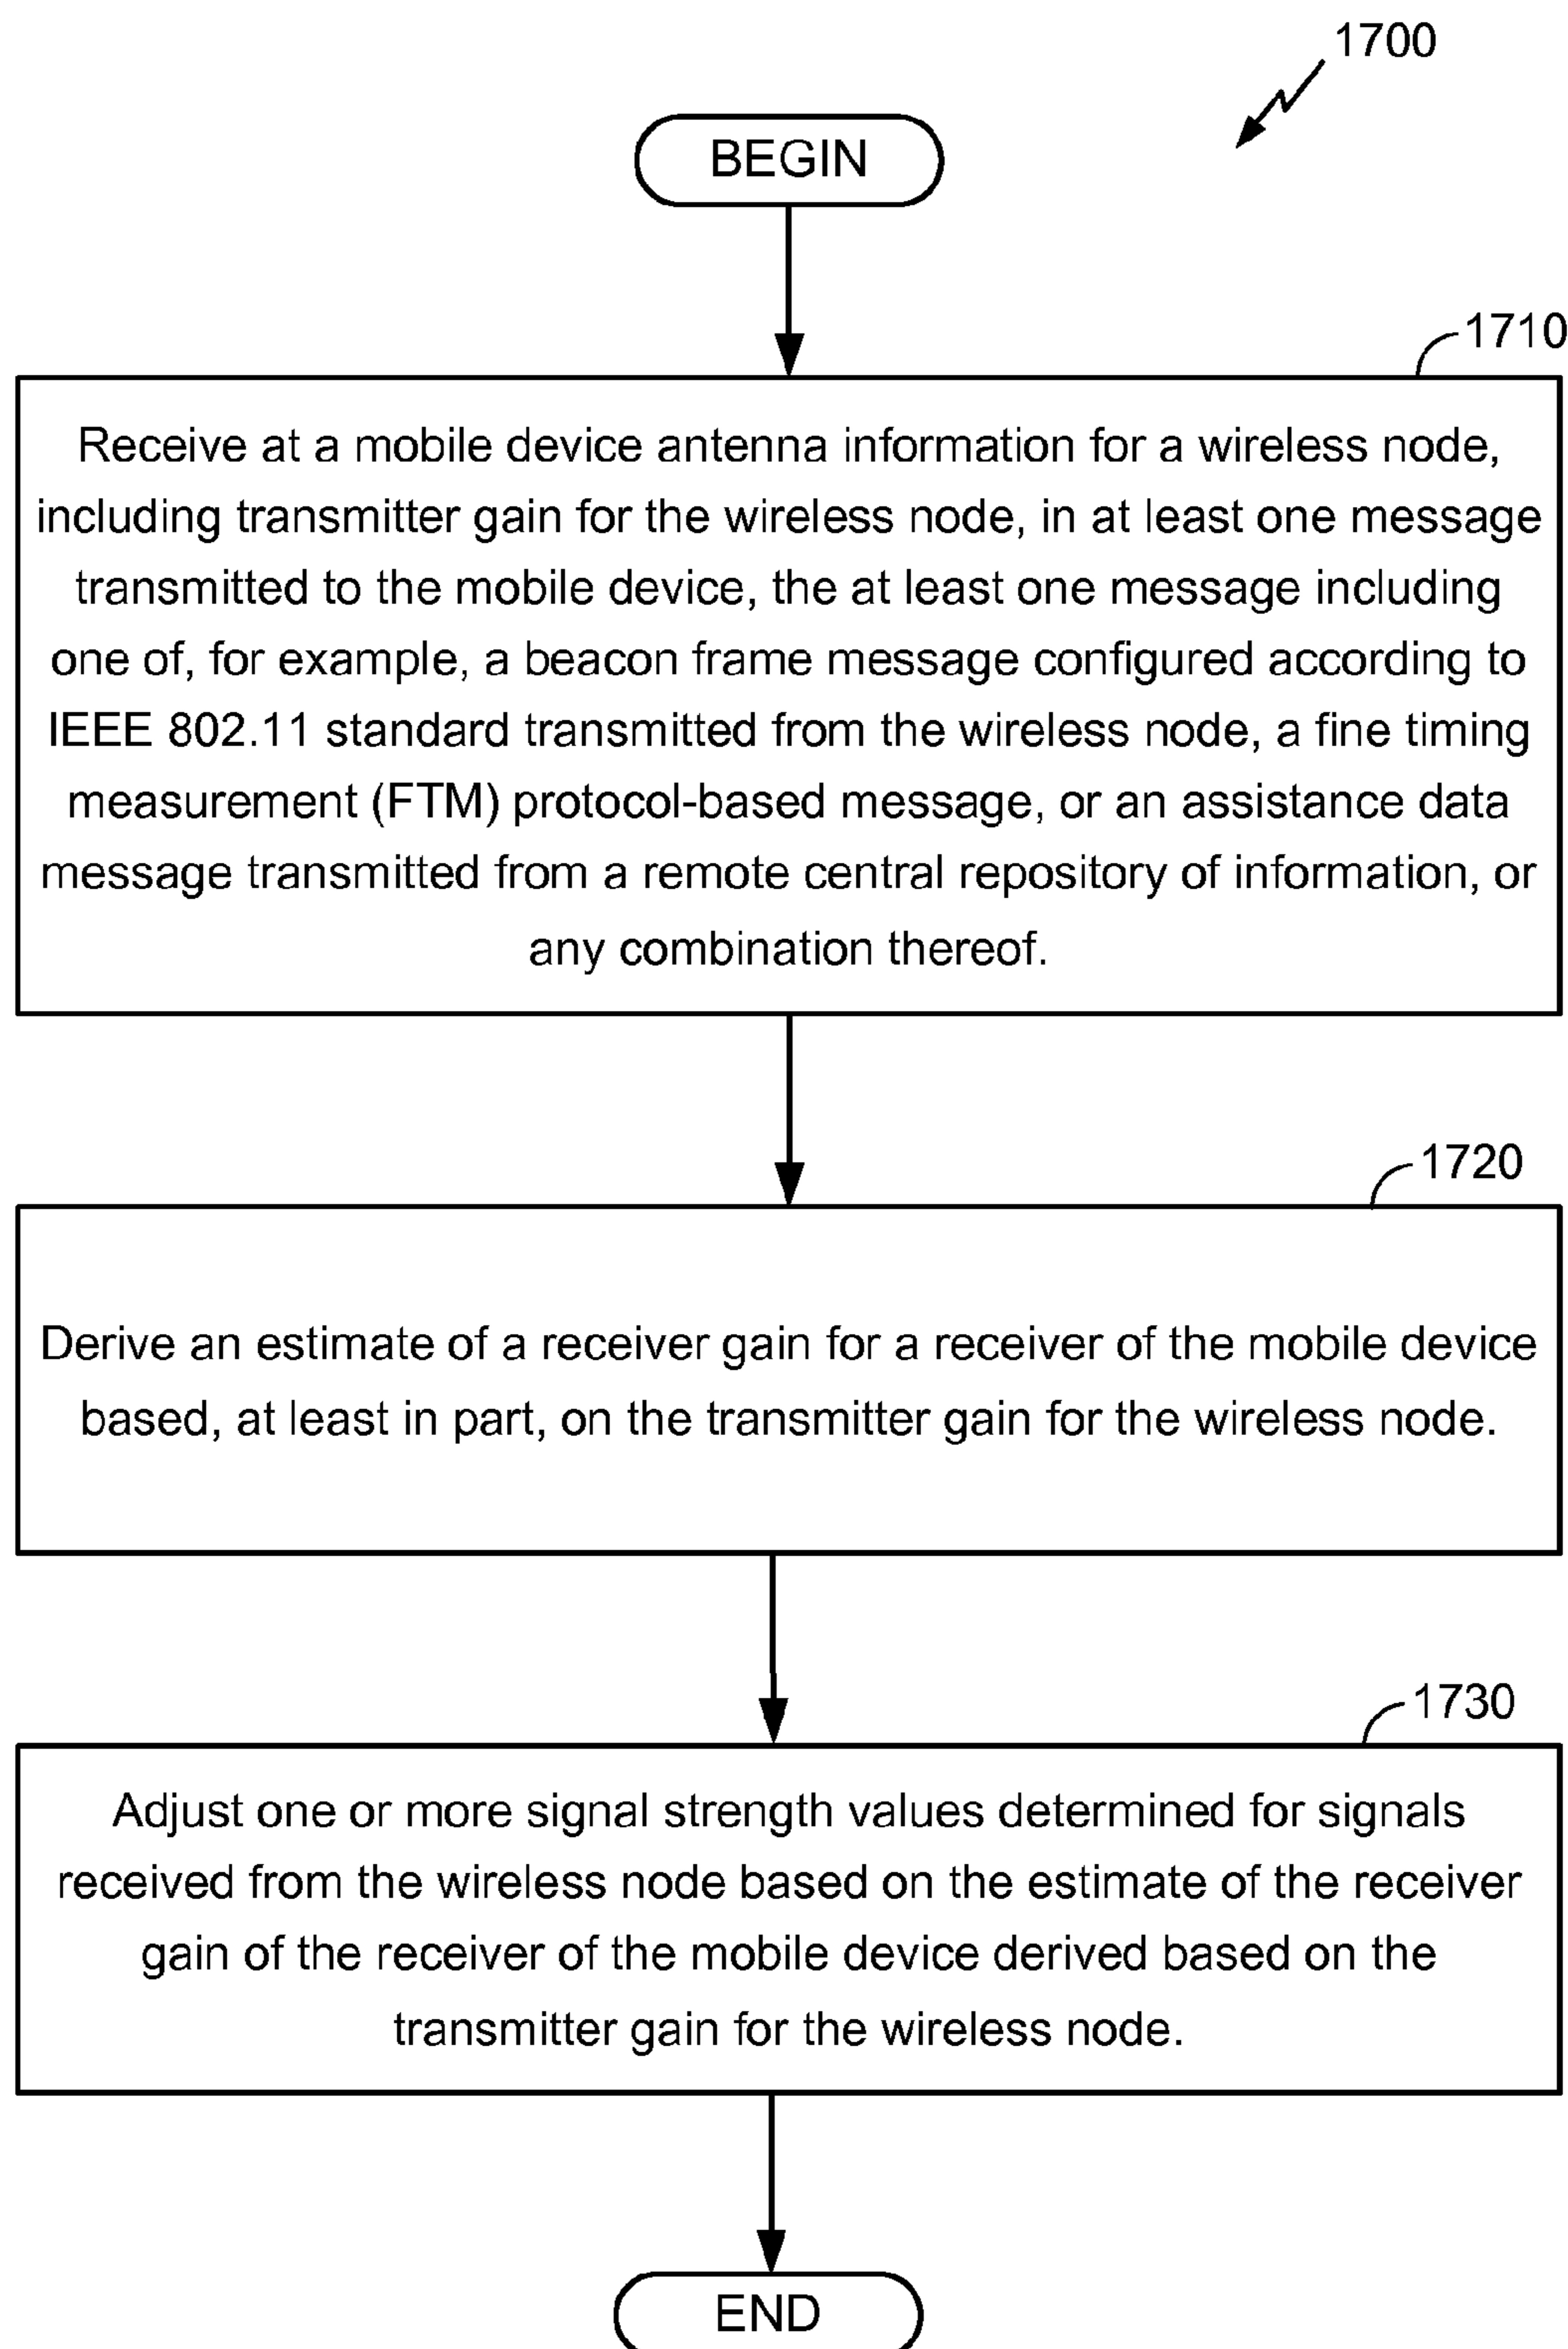 1700
BEGIN
1710
Receive at a mobile device antenna information for a wireless node,
including transmitter gain for the wireless node, in at least one message
transmitted to the mobile device, the at least one message including
one of, for example, a beacon frame message configured according to
IEEE 802.11 standard transmitted from the wireless node, a fine timing
measurement (FTM) protocol-based message, or an assistance data
message transmitted from a remote central repository of information, or
any combination thereof.
1720
Derive an estimate of a receiver gain for a receiver of the mobile device
based, at least in part, on the transmitter gain for the wireless node.
1730
Adjust one or more signal strength values determined for signals
received from the wireless node based on the estimate of the receiver
gain of the receiver of the mobile device derived based on the
transmitter gain for the wireless node.
END